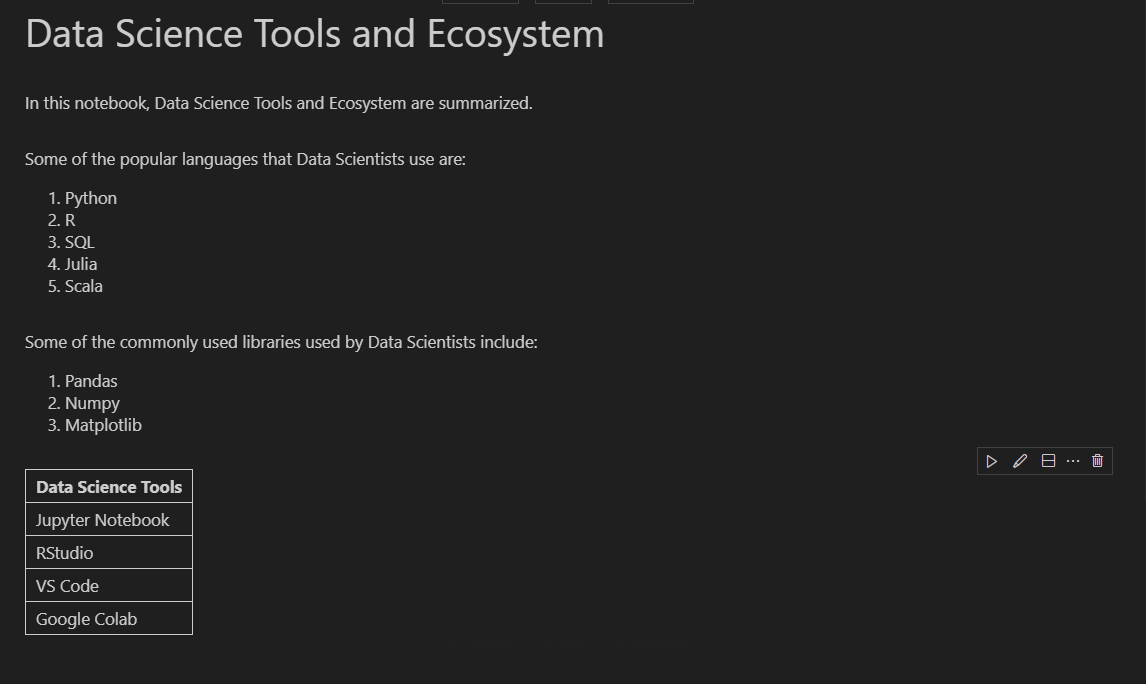 Data Science Tools and Ecosystem
In this notebook, Data Science Tools and Ecosystem are summarized.
Some of the popular languages that Data Scientists use are:
1. Python
2. R
3. SQL
4. Julia
5. Scala
Some of the commonly used libraries used by Data Scientists include:
1. Pandas
2. Numpy
3. Matplotlib
Data Science Tools
Jupyter Notebook
RStudio
VS Code
Google Colab